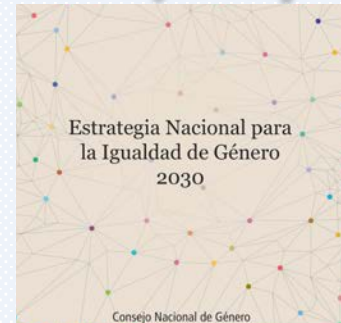 Estrategia Nacional para
la Igualdad de Género
2030
Consejo Nacional de Género